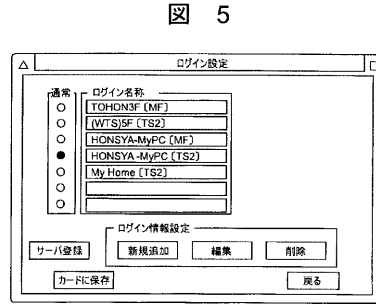 図 5
ログイン設定
通常
ログイン名称
TOHON3F [MF]
(WTS)5F [TS2]
HONSYA-MyPC [MF]
HONSYA -MyPC [TS2]
My Home [TS2]
ログイン情報設定
サーバ登録
新規追加
編集
削除
カードに保存
戻る